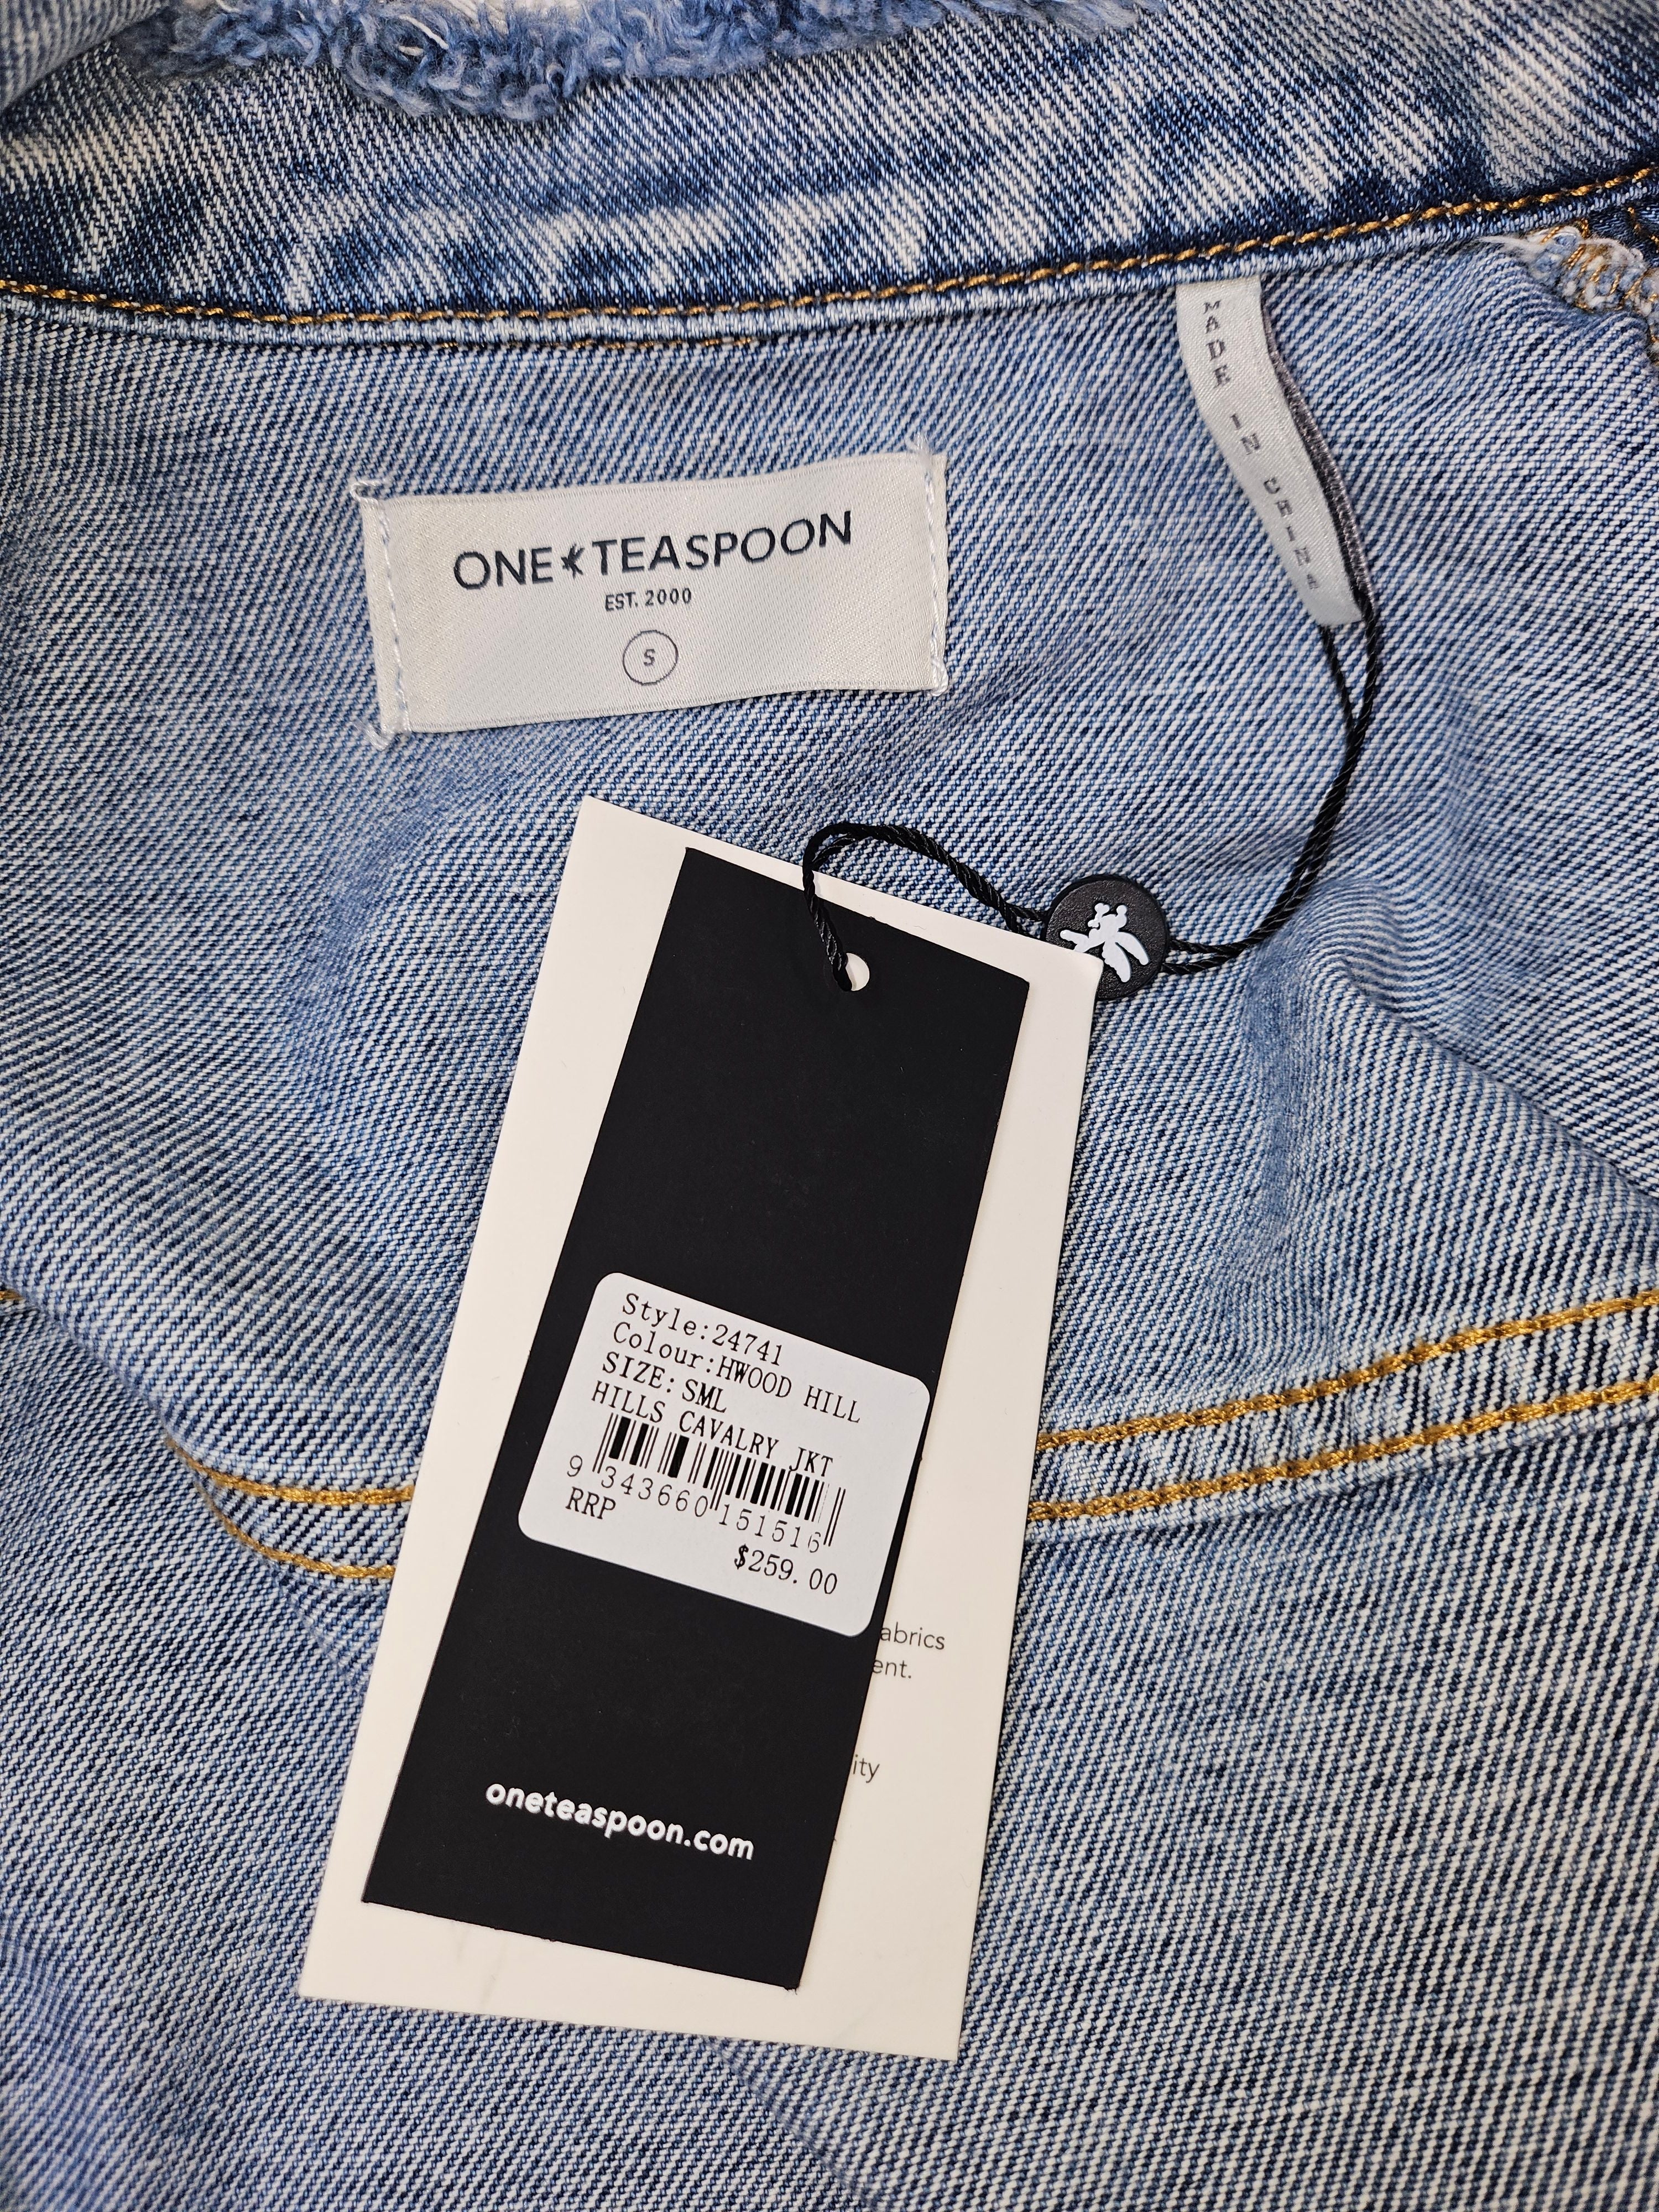 MADE IN CHINA
ONE TEASPOON
EST. 2000
S
Style:24741
Colour:HWOOD HILL
SIZE: SML
HILLS CAVALRY JKT
9 343660 151516
RRP
$259.00
abrics
ent.
ity
oneteaspoon.com